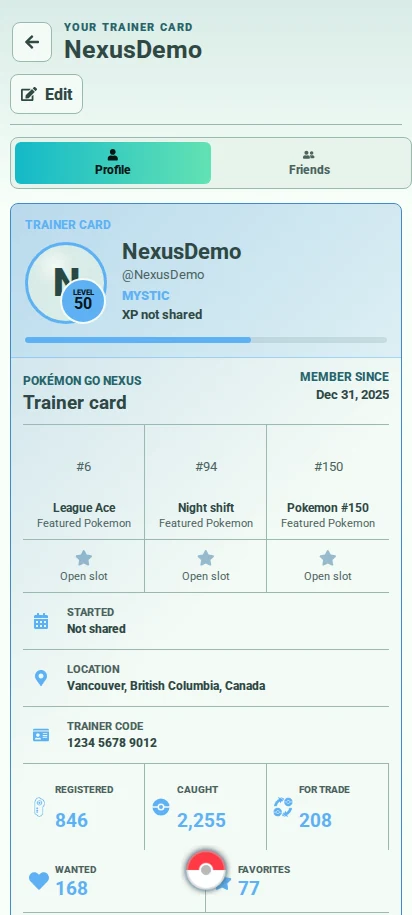 YOUR TRAINER CARD
NexusDemo
Edit
Profile
Friends
TRAINER CARD
N
LEVEL
50
NexusDemo
@NexusDemo
MYSTIC
XP not shared
POKÉMON GO NEXUS
Trainer card
MEMBER SINCE
Dec 31, 2025
#6
#94
#150
League Ace
Night shift
Pokemon #150
Featured Pokemon
Featured Pokemon
Featured Pokemon
Open slot
Open slot
Open slot
STARTED
Not shared
LOCATION
Vancouver, British Columbia, Canada
TRAINER CODE
1234 5678 9012
REGISTERED
846
CAUGHT
2,255
FOR TRADE
208
WANTED
168
FAVORITES
77